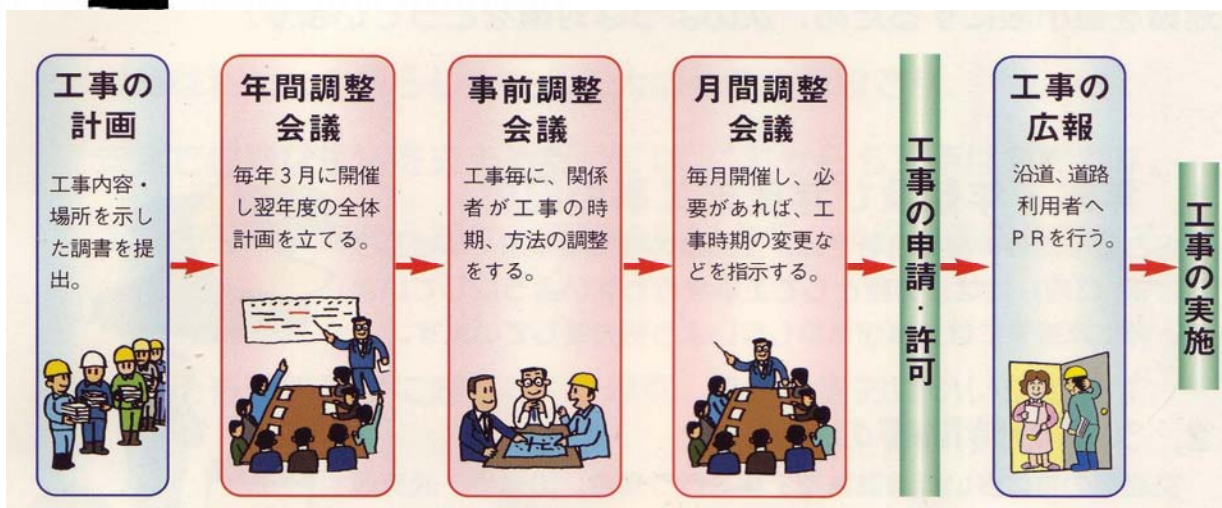 工事の
計画
工事内容・
場所を示し
た調書を提
出。
年間調整
会議
毎年3月に開催
し翌年度の全体
計画を立てる。
事前調整
会議
工事毎に、関係
者が工事の時
期、方法の調整
をする。
月間調整
会議
毎月開催し、必
要があれば、工
事時期の変更な
どを指示する。
工事の申請・許可
工事の
広報
沿道、道路
利用者へ
PRを行う。
工事の実施